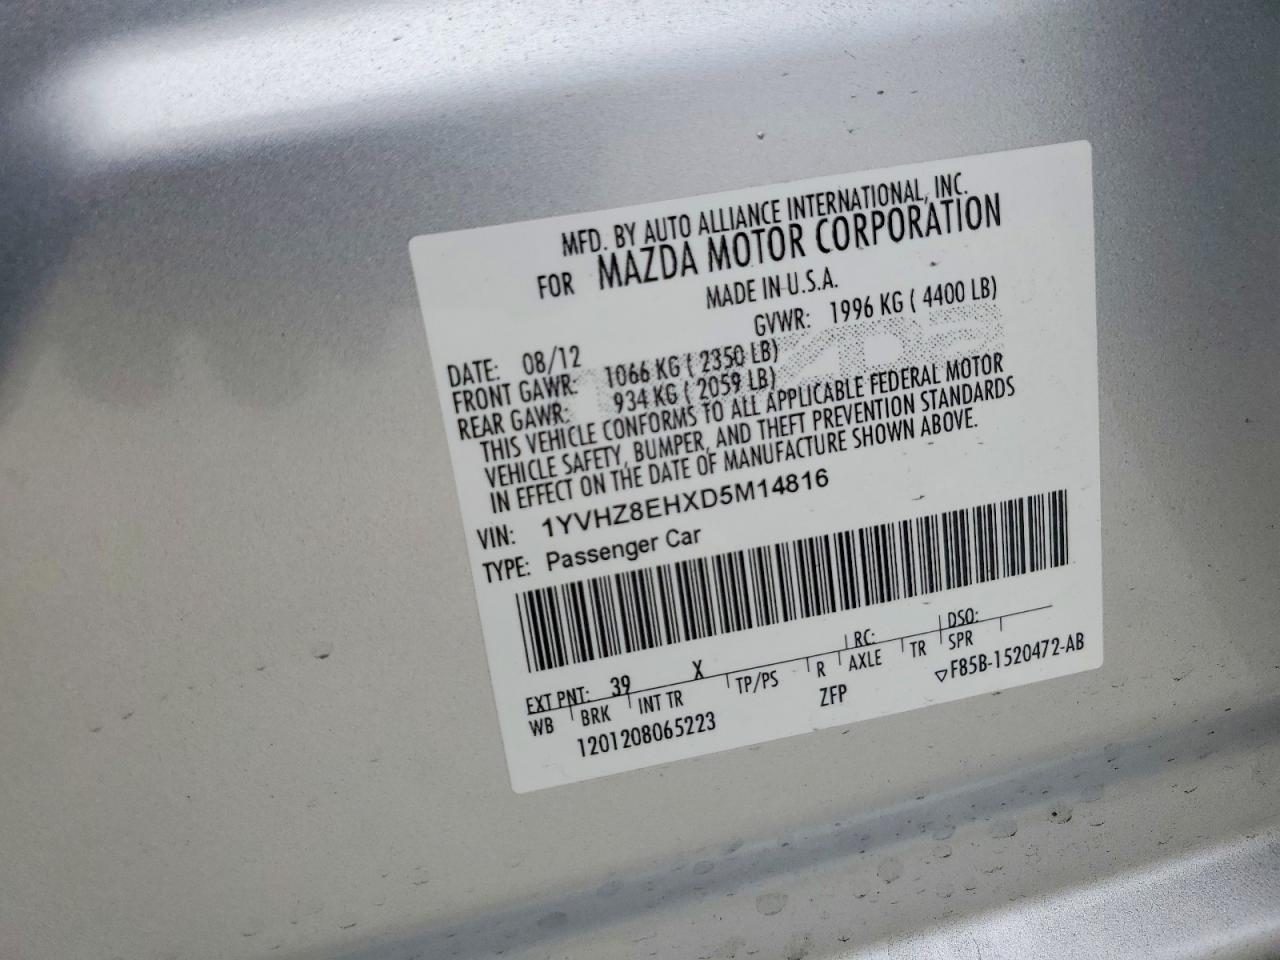 MFD. BY AUTO ALLIANCE INTERNATIONAL, INC.
FOR MAZDA MOTOR CORPORATION
MADE IN U.S.A.
DATE: 08/12 GVWR: 1996 KG ( 4400 LB)
FRONT GAWR: 1066 KG ( 2350 LB)
REAR GAWR: 934 KG ( 2059 LB)
THIS VEHICLE CONFORMS TO ALL APPLICABLE FEDERAL MOTOR
VEHICLE SAFETY, BUMPER, AND THEFT PREVENTION STANDARDS
IN EFFECT ON THE DATE OF MANUFACTURE SHOWN ABOVE.
VIN: 1YVHZ8EHXD5M14816
TYPE: Passenger Car
EXT PNT: 39 X RC: DSO:
WB BRK INT TR TP/PS R AXLE TR SPR
1201208065223 ZFP ▽F85B-1520472-AB